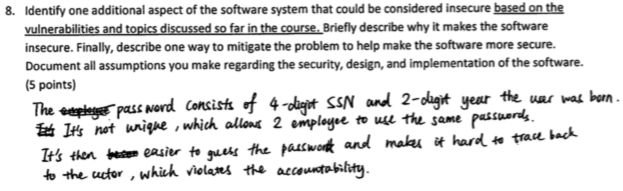 8. Identify one additional aspect of the software system that could be considered insecure based on the
vulnerabilities and topics discussed so far in the course. Briefly describe why it makes the software
insecure. Finally, describe one way to mitigate the problem to help make the software more secure.
Document all assumptions you make regarding the security, design, and implementation of the software.
(5 points)
The password consists of 4-digit SSN and 2-digit year the user was born.
It's not unique, which allows 2 employee to use the same passwords.
It's then easier to guess the password and makes it hard to trace back
to the actor, which violates the accountability.